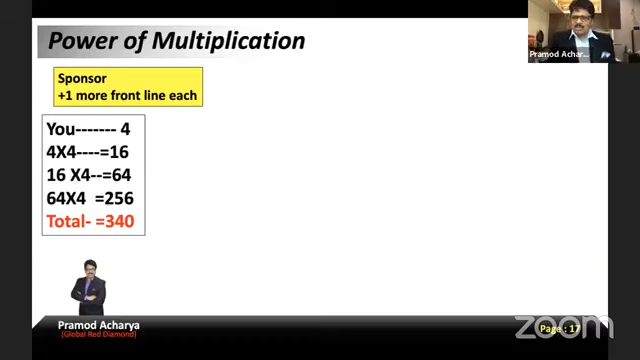 Power of Multiplication
Pramod Achar...
Sponsor
+1 more front line each
You------- 4
4X4----=16
16 X4--=64
64X4 =256
Total- =340
Pramod Acharya
(Global Red Diamond)
Page : 17
zoom